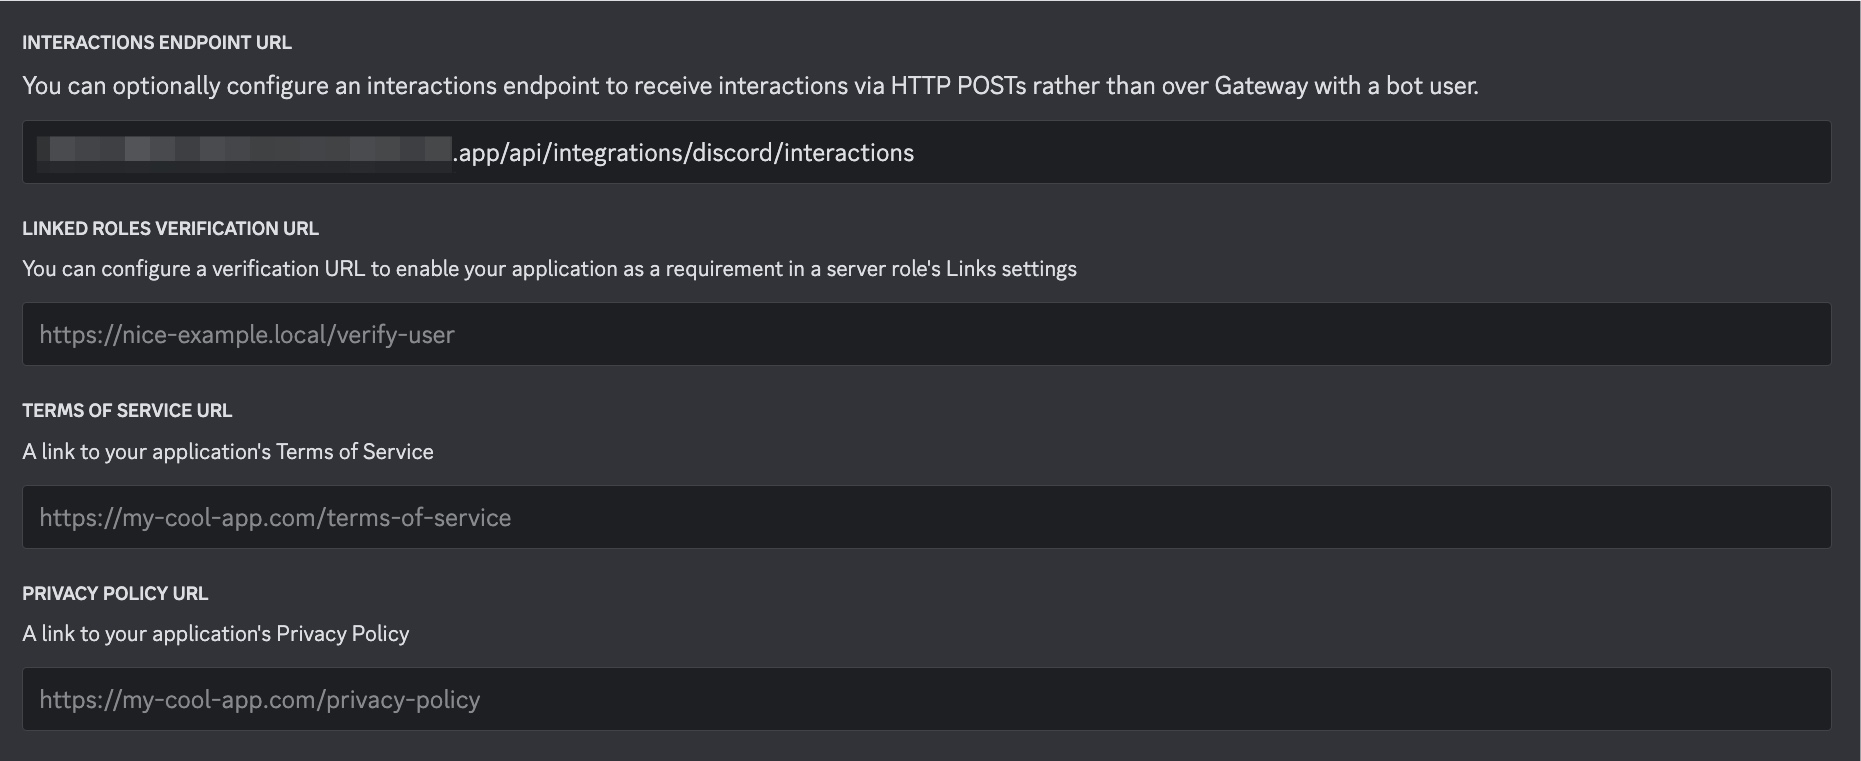 INTERACTIONS ENDPOINT URL
You can optionally configure an interactions endpoint to receive interactions via HTTP POSTs rather than over Gateway with a bot user.
.app/api/integrations/discord/interactions
LINKED ROLES VERIFICATION URL
You can configure a verification URL to enable your application as a requirement in a server role's Links settings
https://nice-example.local/verify-user
TERMS OF SERVICE URL
A link to your application's Terms of Service
https://my-cool-app.com/terms-of-service
PRIVACY POLICY URL
A link to your application's Privacy Policy
https://my-cool-app.com/privacy-policy